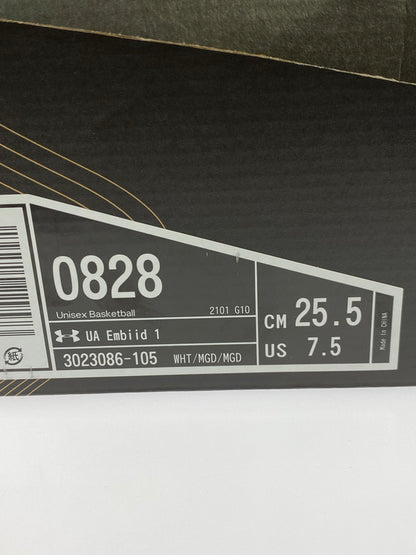 0828
Unisex Basketball 2101 G10
UA Embiid 1
3023086-105 WHT/MGD/MGD
CM 25.5
US 7.5
Made in CHINA
紙